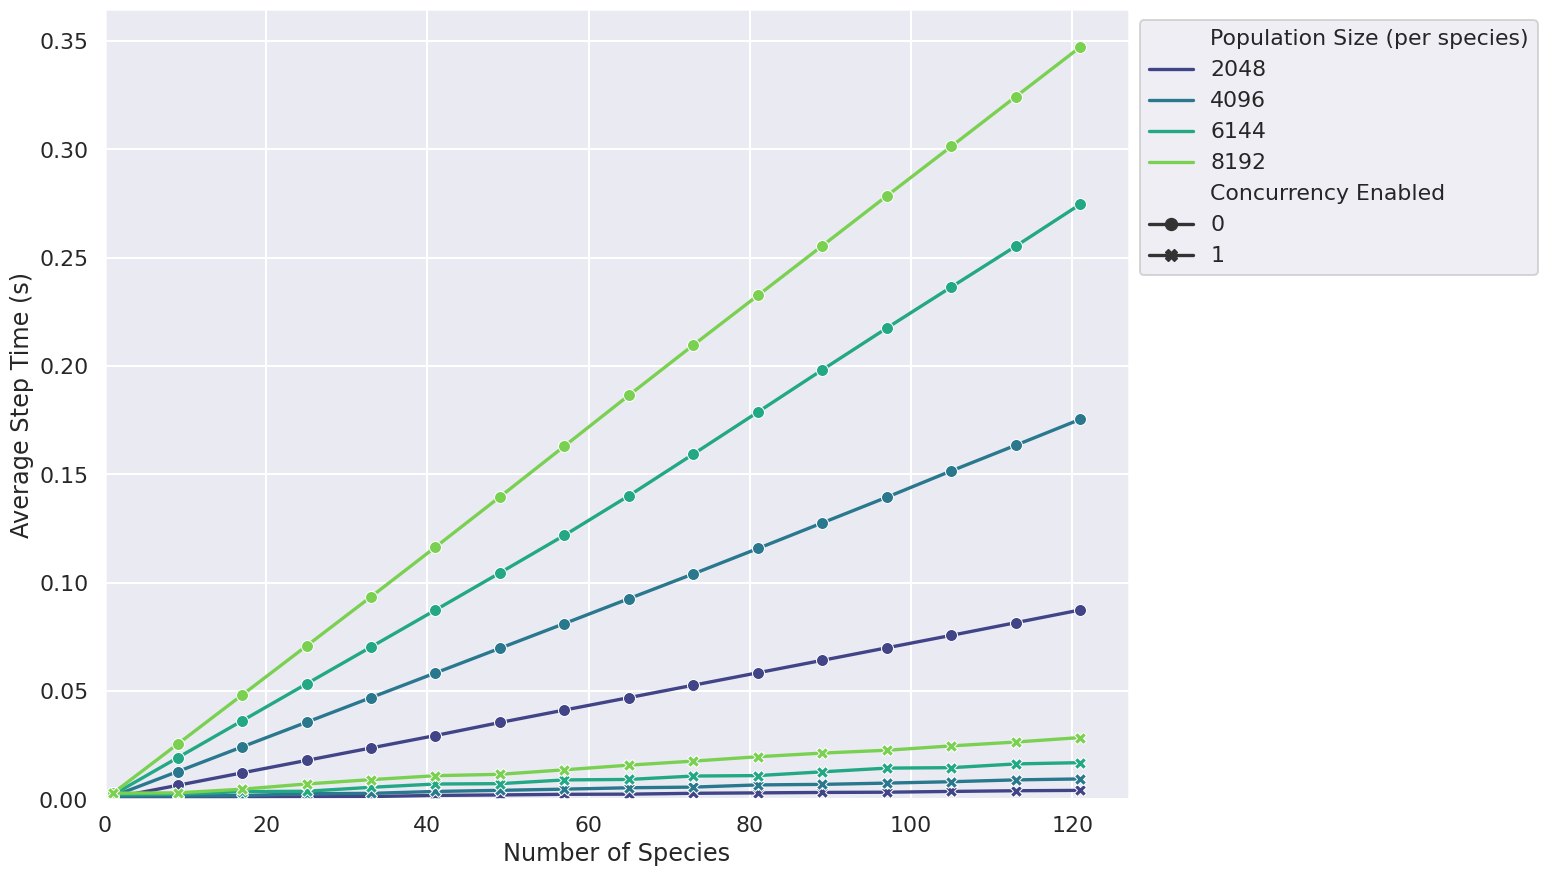 0.35
0.30
0.25
0.20
0.15
0.10
0.05
0.00
Average Step Time (s)
0 20 40 60 80 100 120
Number of Species
Population Size (per species)
2048
4096
6144
8192
Concurrency Enabled
0
1